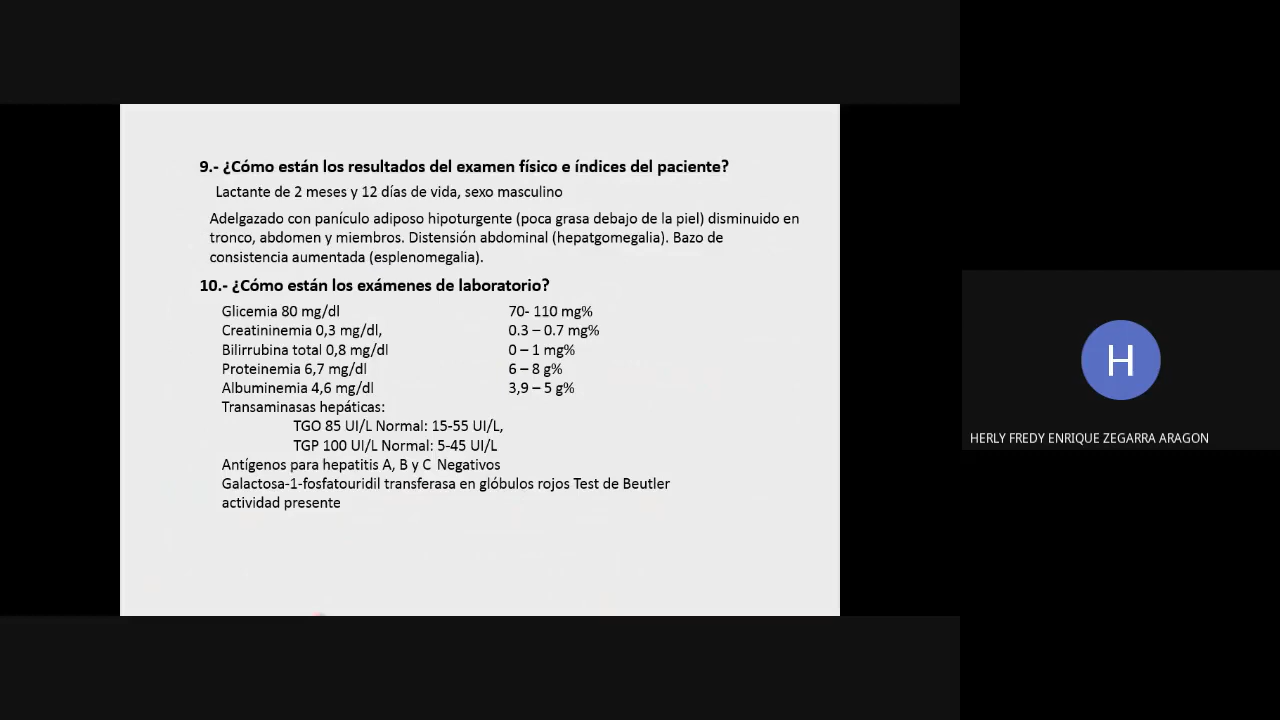 9.- ¿Cómo están los resultados del examen físico e índices del paciente?
Lactante de 2 meses y 12 días de vida, sexo masculino
Adelgazado con panículo adiposo hipoturgente (poca grasa debajo de la piel) disminuido en
tronco, abdomen y miembros. Distensión abdominal (hepatgomegalia). Bazo de
consistencia aumentada (esplenomegalia).
10.- ¿Cómo están los exámenes de laboratorio?
Glicemia 80 mg/dl 70- 110 mg%
Creatininemia 0,3 mg/dl, 0.3 – 0.7 mg%
Bilirrubina total 0,8 mg/dl 0 – 1 mg%
Proteinemia 6,7 mg/dl 6 – 8 g%
Albuminemia 4,6 mg/dl 3,9 – 5 g%
Transaminasas hepáticas:
TGO 85 UI/L Normal: 15-55 UI/L,
TGP 100 UI/L Normal: 5-45 UI/L
Antígenos para hepatitis A, B y C Negativos
Galactosa-1-fosfatouridil transferasa en glóbulos rojos Test de Beutler
actividad presente
H
HERLY FREDY ENRIQUE ZEGARRA ARAGON